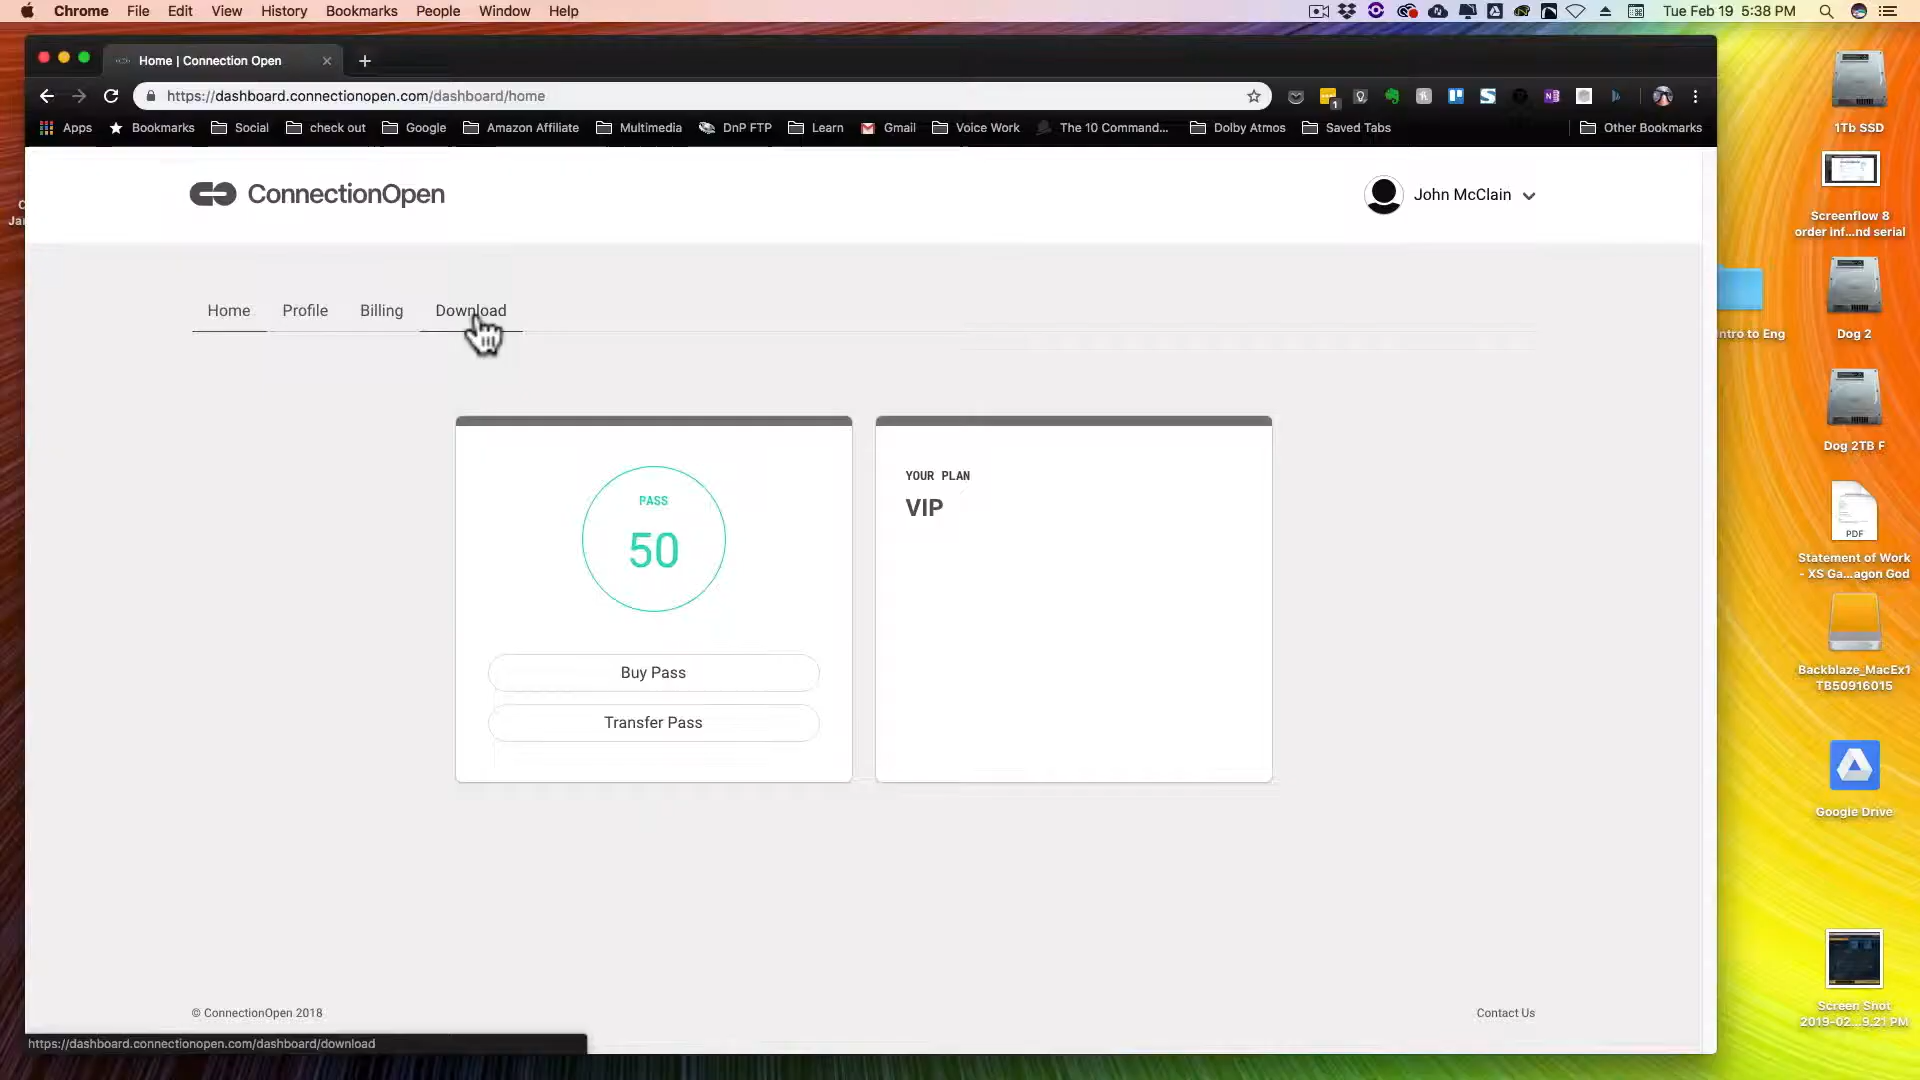 Chrome File Edit View History Bookmarks People Window Help
Tue Feb 19 5:38 PM
Home | Connection Open
https://dashboard.connectionopen.com/dashboard/home
1
Apps Bookmarks Social check out Google Amazon Affiliate Multimedia DnP FTP Learn Gmail Voice Work The 10 Command... Dolby Atmos Saved Tabs Other Bookmarks
ConnectionOpen
John McClain
Home Profile Billing Download
PASS
50
Buy Pass
Transfer Pass
YOUR PLAN
VIP
© ConnectionOpen 2018
Contact Us
https://dashboard.connectionopen.com/dashboard/download
1Tb SSD
Screenflow 8
order inf...nd serial
Intro to Eng
Dog 2
Dog 2TB F
PDF
Statement of Work
- XS Ga...agon God
Backblaze_MacEx1
TB50916015
Google Drive
Screen Shot
2019-02...9.21 PM